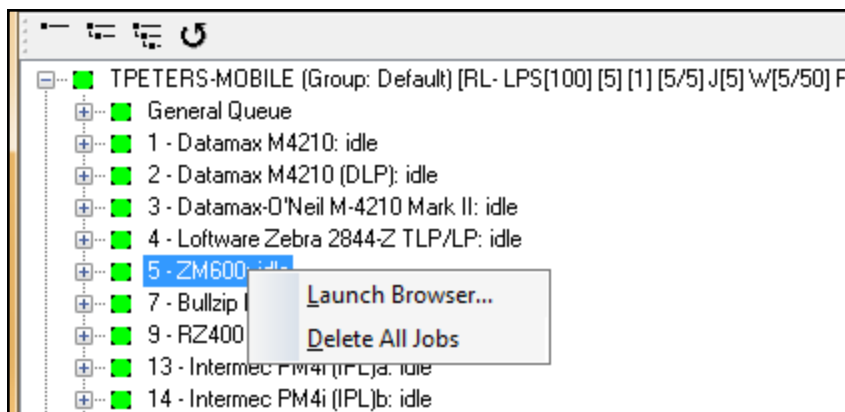 TPETERS-MOBILE (Group: Default) [RL- LPS[100] [5] [1] [5/5] J[5] W[5/50]
General Queue
1 - Datamax M4210: idle
2 - Datamax M4210 (DLP): idle
3 - Datamax-O'Neil M-4210 Mark II: idle
4 - Loftware Zebra 2844-Z TLP/LP: idle
5 - ZM600: idle
Launch Browser...
7 - Bullzip
Delete All Jobs
9 - RZ400
13 - Intermec PM4i (IPL)a: idle
14 - Intermec PM4i (IPL)b: idle